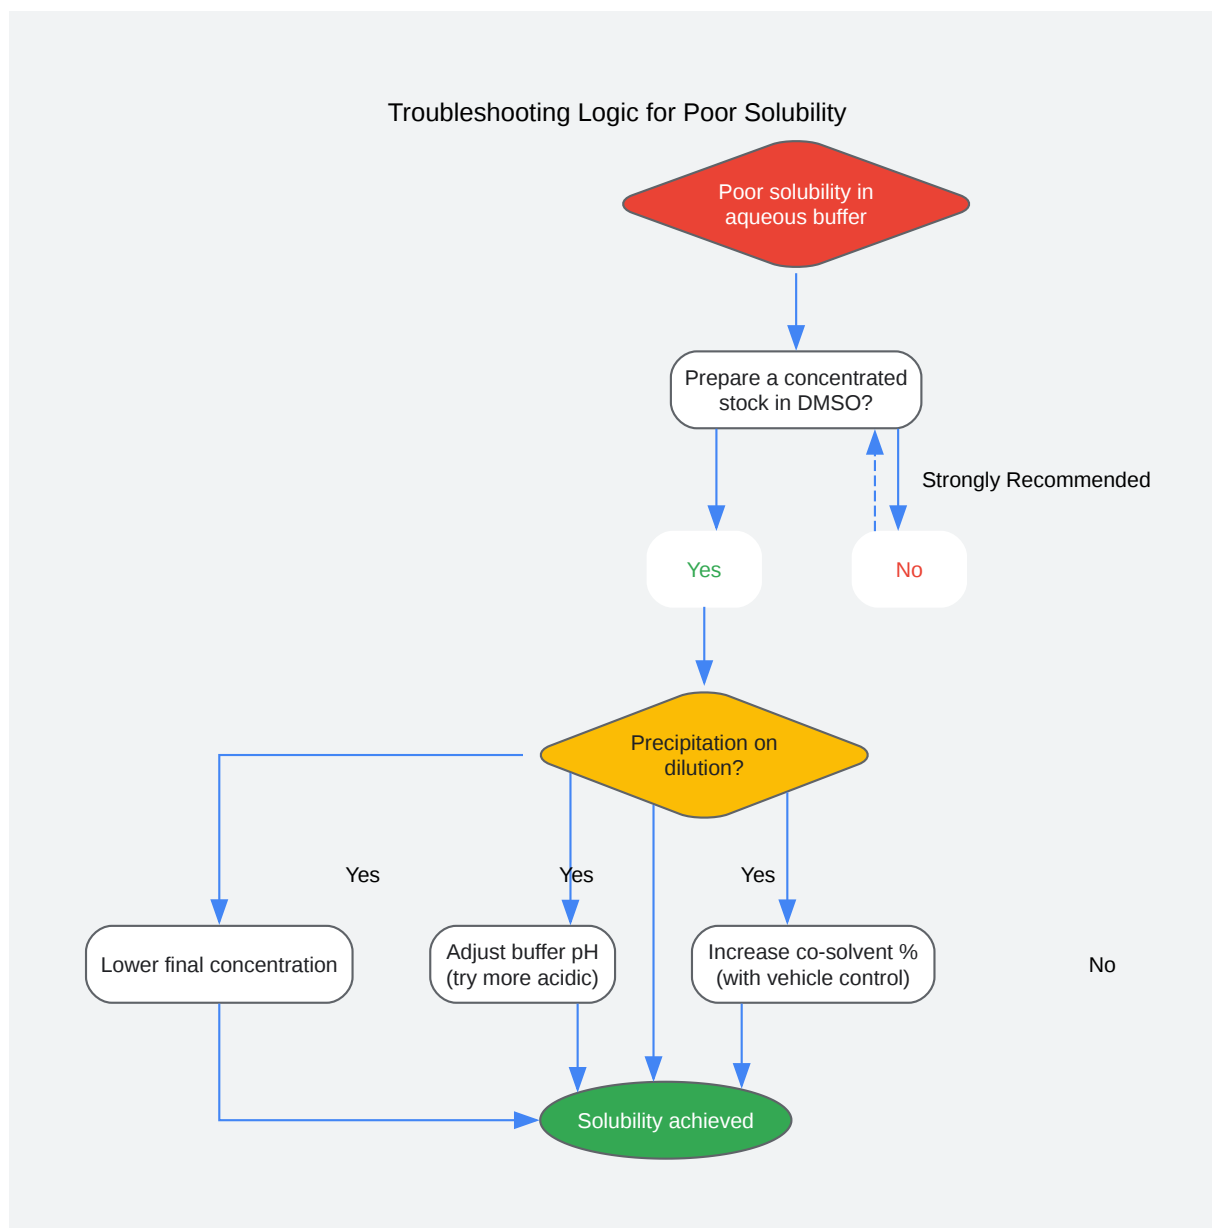 Troubleshooting Logic for Poor Solubility
Poor solubility in
aqueous buffer
Prepare a concentrated
stock in DMSO?
Strongly Recommended
Yes
No
Precipitation on
dilution?
Yes
Yes
Yes
Lower final concentration
Adjust buffer pH
(try more acidic)
Increase co-solvent %
(with vehicle control)
No
Solubility achieved